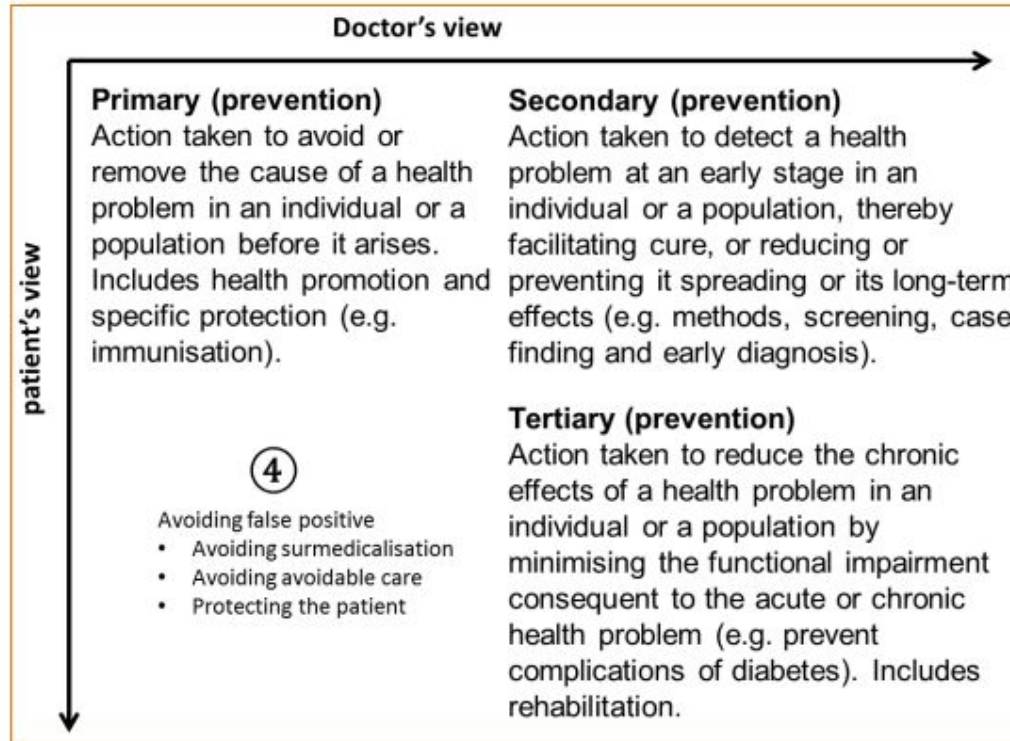 Doctor's view
patient's view
Primary (prevention)
Action taken to avoid or
remove the cause of a health
problem in an individual or a
population before it arises.
Includes health promotion and
specific protection (e.g.
immunisation).
Secondary (prevention)
Action taken to detect a health
problem at an early stage in an
individual or a population, thereby
facilitating cure, or reducing or
preventing it spreading or its long-term
effects (e.g. methods, screening, case
finding and early diagnosis).
④
Avoiding false positive
• Avoiding surmedicalisation
• Avoiding avoidable care
• Protecting the patient
Tertiary (prevention)
Action taken to reduce the chronic
effects of a health problem in an
individual or a population by
minimising the functional impairment
consequent to the acute or chronic
health problem (e.g. prevent
complications of diabetes). Includes
rehabilitation.